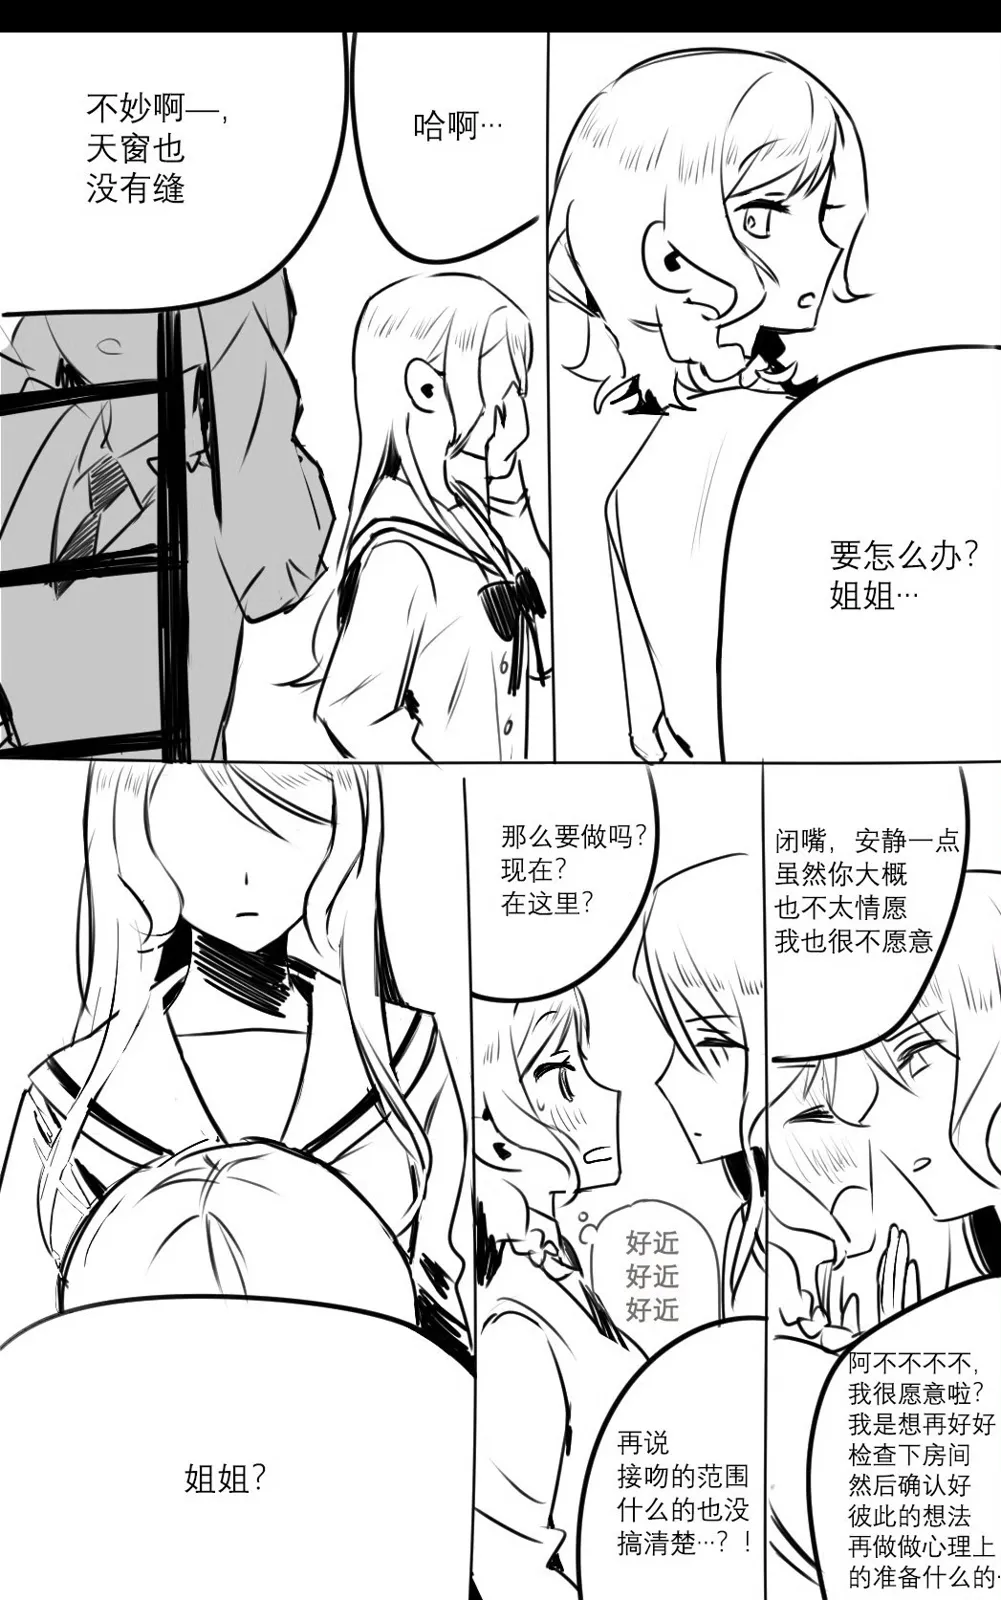 不妙啊—,
天窗也
没有缝
哈啊…
要怎么办?
姐姐…
姐姐?
那么要做吗?
现在?
在这里?
好近
好近
好近
再说
接吻的范围
什么的也没
搞清楚…?!
闭嘴，安静一点
虽然你大概
也不太情愿
我也很不愿意
阿不不不不,
我很愿意啦?
我是想再好好
检查下房间
然后确认好
彼此的想法
再做做心理上
的准备什么的…